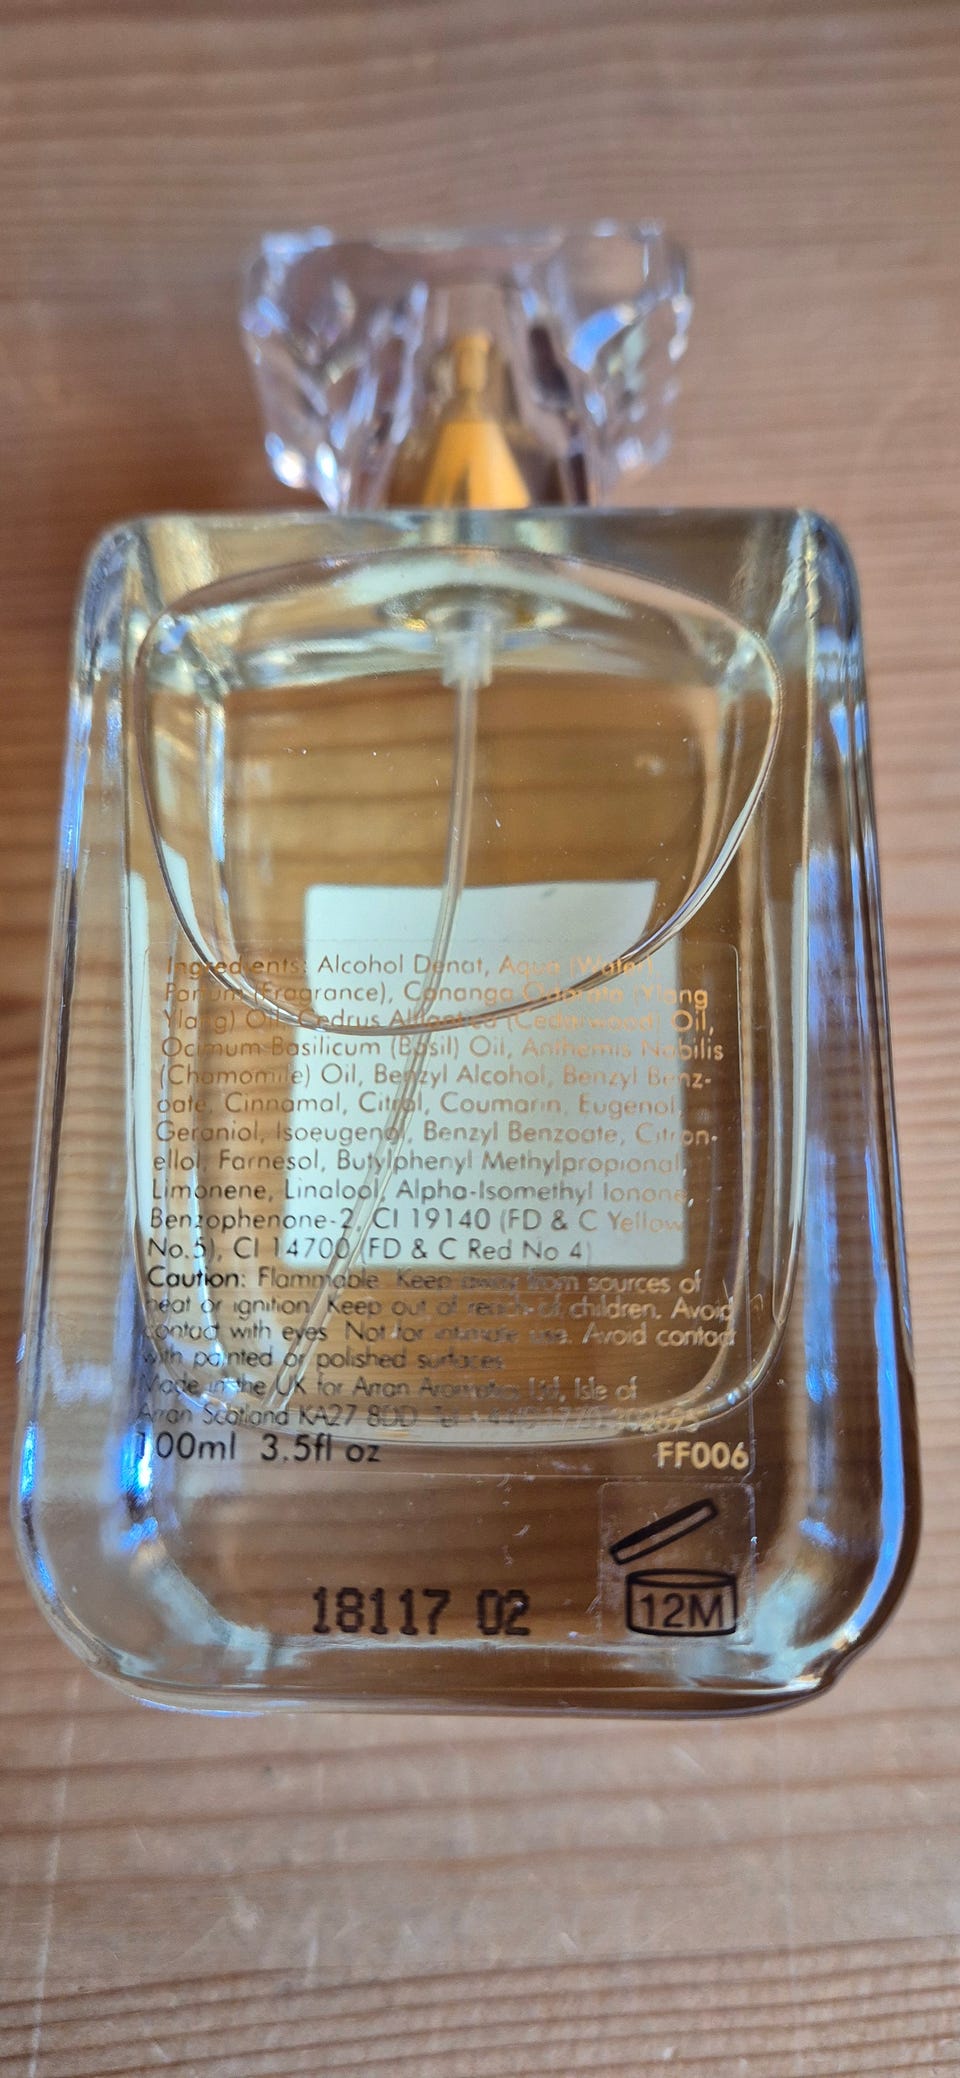 Ingredients: Alcohol Denat, Aqua (Water),
Parfum (Fragrance), Cananga Odorata (Ylang
Ylang) Oil, Cedrus Atlantica (Cedarwood) Oil,
Ocimum Basilicum (Basil) Oil, Anthemis Nobilis
(Chamomile) Oil, Benzyl Alcohol, Benzyl Benz-
oate, Cinnamal, Citral, Coumarin, Eugenol,
Geraniol, Isoeugenol, Benzyl Benzoate, Citron-
ellol, Farnesol, Butylphenyl Methylpropional,
Limonene, Linalool, Alpha-Isomethyl Ionone,
Benzophenone-2, CI 19140 (FD & C Yellow
No.5), CI 14700 (FD & C Red No 4)
Caution: Flammable. Keep away from sources of
heat or ignition. Keep out of reach of children. Avoid
contact with eyes. Not for intimate use. Avoid contact
with painted or polished surfaces
Made in the UK for Arran Aromatics Ltd, Isle of
Arran Scotland KA27 8DD Tel
100ml 3.5fl oz
FF006
12M
18117 02